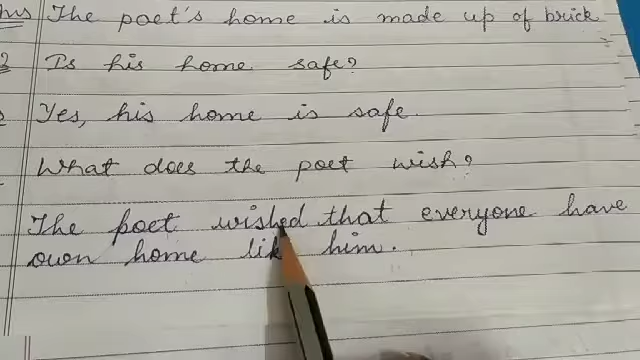 Ans The poet's home is made up of brick
Is his home safe?
Yes, his home is safe.
What does the poet wish?
The poet wished that everyone have
own home him.